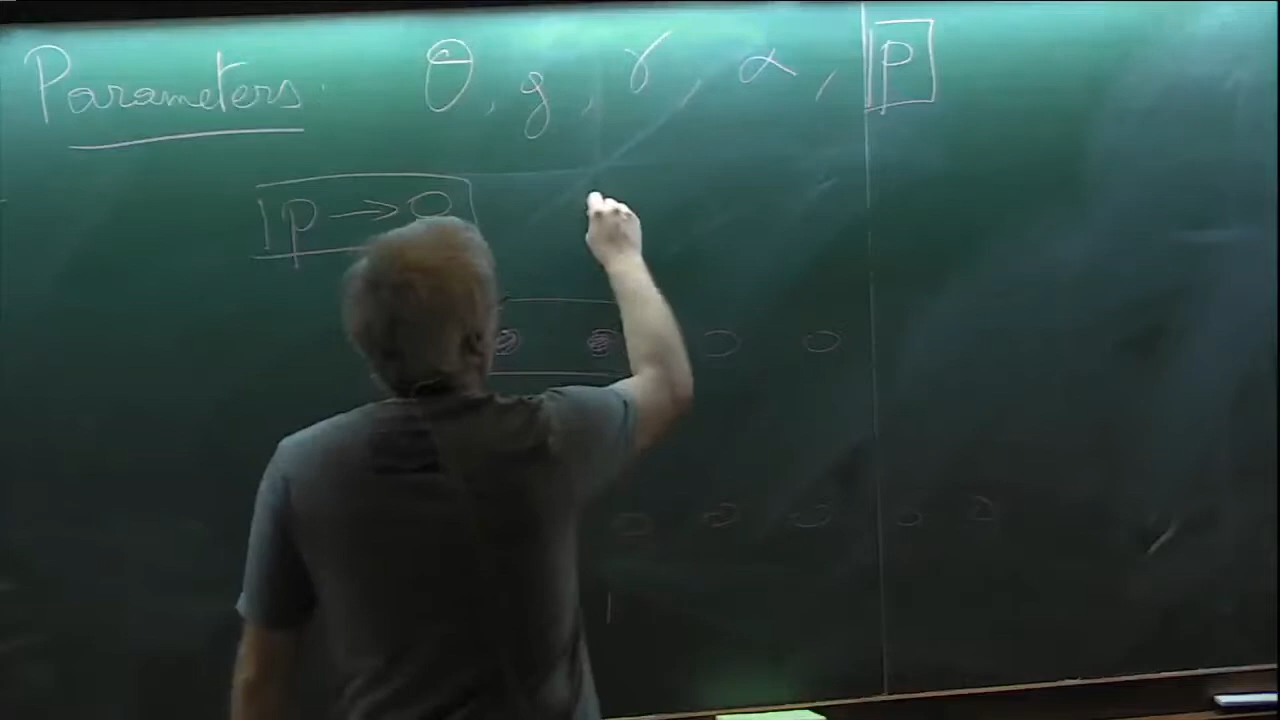 Parameters. Θ, g, γ, α, p
p → 0